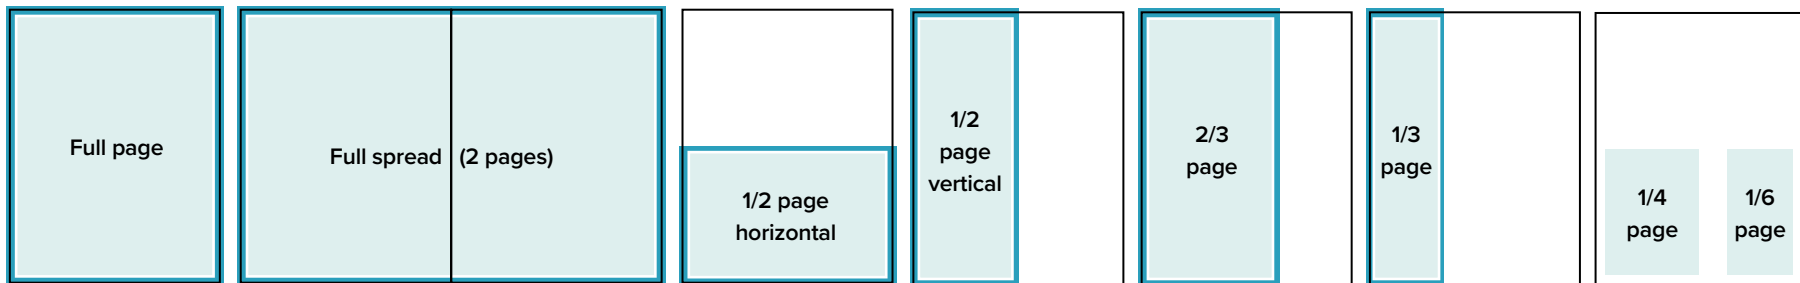 Full page
Full spread (2 pages)
1/2 page
horizontal
1/2
page
vertical
2/3
page
1/3
page
1/4
page
1/6
page